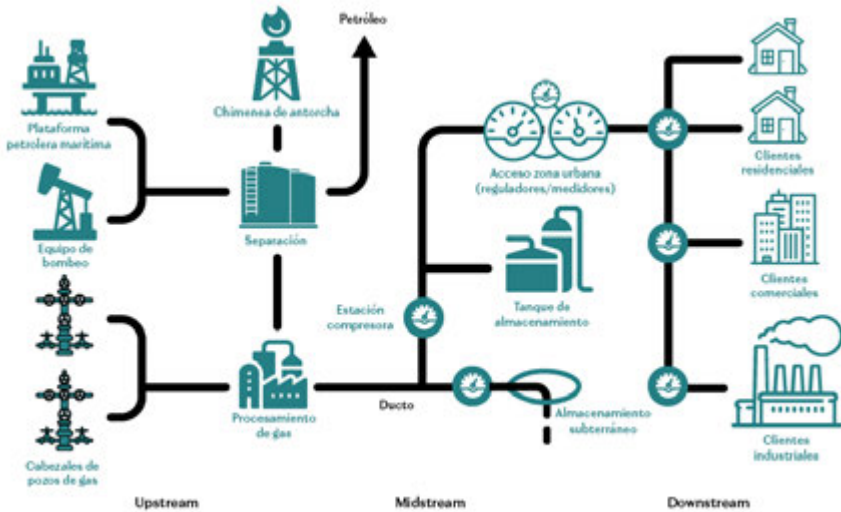 Petróleo
Chimenea de antorcha
Plataforma
petrolera marítima
Separación
Equipo de
bombeo
Acceso zona urbana
(reguladores/medidores)
Clientes
residenciales
Clientes
comerciales
Estación
compresora
Tanque de
almacenamiento
Procesamiento
de gas
Ducto
Almacenamiento
subterráneo
Clientes
industriales
Cabezales de
pozos de gas
Upstream
Midstream
Downstream